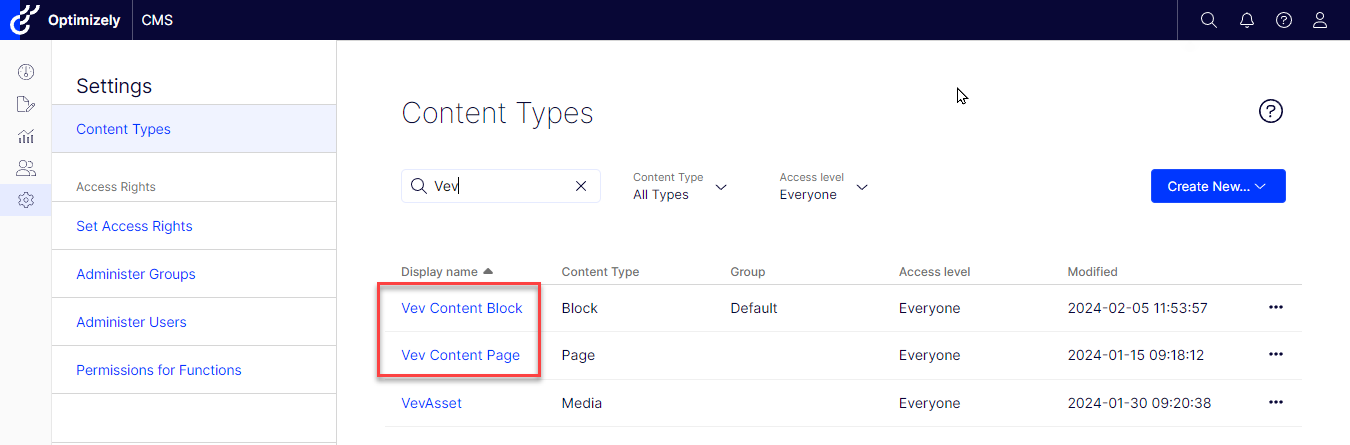 Optimizely CMS
Settings
Content Types
Access Rights
Set Access Rights
Administer Groups
Administer Users
Permissions for Functions
Content Types
Vev
Content Type
All Types
Access level
Everyone
Create New...
Display name Content Type Group Access level Modified
Vev Content Block Block Default Everyone 2024-02-05 11:53:57
Vev Content Page Page Everyone 2024-01-15 09:18:12
VevAsset Media Everyone 2024-01-30 09:20:38